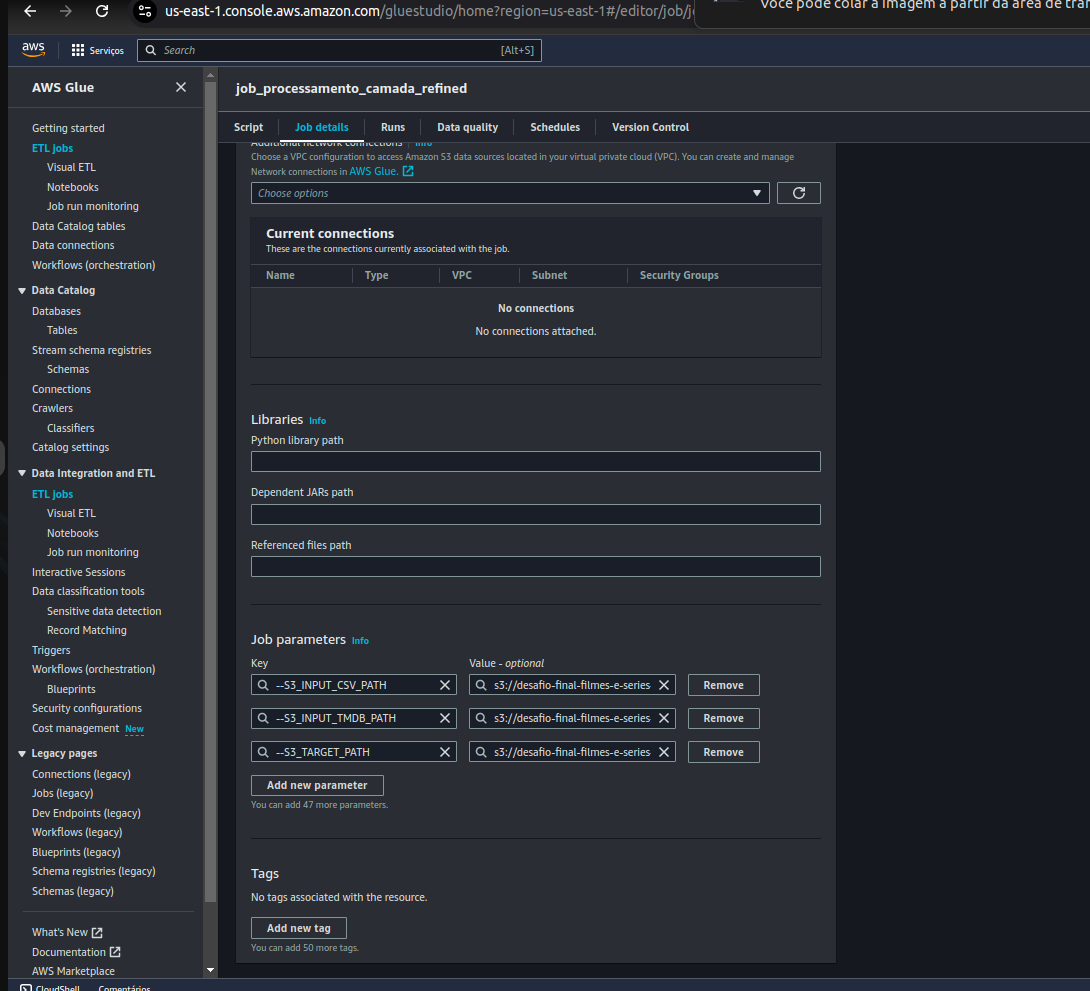 us-east-1.console.aws.amazon.com/gluestudio/home?region=us-east-1#/editor/job/j
Você pode colar a imagem a partir da área de
aws
Serviços
Search
[Alt+S]
AWS Glue
Getting started
ETL jobs
Visual ETL
Notebooks
Job run monitoring
Data Catalog tables
Data connections
Workflows (orchestration)
Data Catalog
Databases
Tables
Stream schema registries
Schemas
Connections
Crawlers
Classifiers
Catalog settings
Data Integration and ETL
ETL jobs
Visual ETL
Notebooks
Job run monitoring
Interactive Sessions
Data classification tools
Sensitive data detection
Record Matching
Triggers
Workflows (orchestration)
Blueprints
Security configurations
Cost management New
Legacy pages
Connections (legacy)
Jobs (legacy)
Dev Endpoints (legacy)
Workflows (legacy)
Blueprints (legacy)
Schema registries (legacy)
Schemas (legacy)
What's New
Documentation
AWS Marketplace
job_processamento_camada_refined
Script
Job details
Runs
Data quality
Schedules
Version Control
Additional network connections Info
Choose a VPC configuration to access Amazon S3 data sources located in your virtual private cloud (VPC). You can create and manage
Network connections in AWS Glue.
Choose options
Current connections
These are the connections currently associated with the job.
Name Type VPC Subnet Security Groups
No connections
No connections attached.
Libraries Info
Python library path
Dependent JARs path
Referenced files path
Job parameters Info
Key Value - optional
--S3_INPUT_CSV_PATH s3://desafio-final-filmes-e-series Remove
--S3_INPUT_TMDB_PATH s3://desafio-final-filmes-e-series Remove
--S3_TARGET_PATH s3://desafio-final-filmes-e-series Remove
Add new parameter
You can add 47 more parameters.
Tags
No tags associated with the resource.
Add new tag
You can add 50 more tags.
CloudShell
Comentários